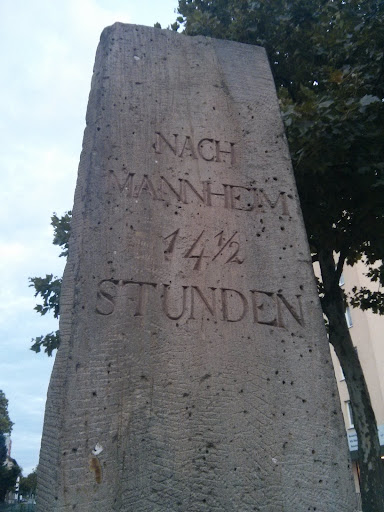 NACH
MANNHEIM
14½
STUNDEN